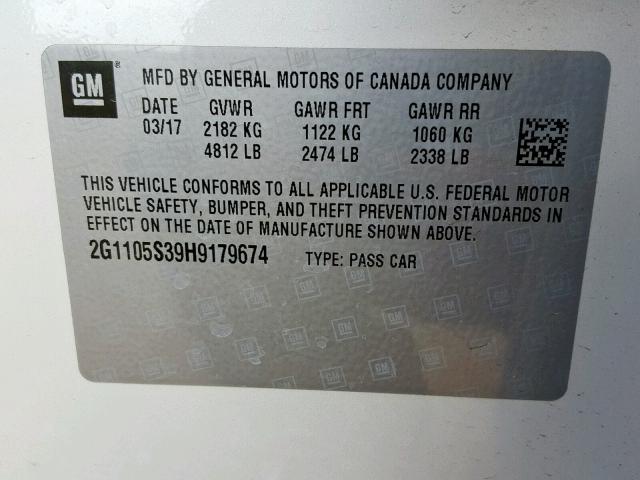 GM ®
MFD BY GENERAL MOTORS OF CANADA COMPANY
DATE GVWR GAWR FRT GAWR RR
03/17 2182 KG 1122 KG 1060 KG
4812 LB 2474 LB 2338 LB
THIS VEHICLE CONFORMS TO ALL APPLICABLE U.S. FEDERAL MOTOR
VEHICLE SAFETY, BUMPER, AND THEFT PREVENTION STANDARDS IN
EFFECT ON THE DATE OF MANUFACTURE SHOWN ABOVE.
2G1105S39H9179674 TYPE: PASS CAR